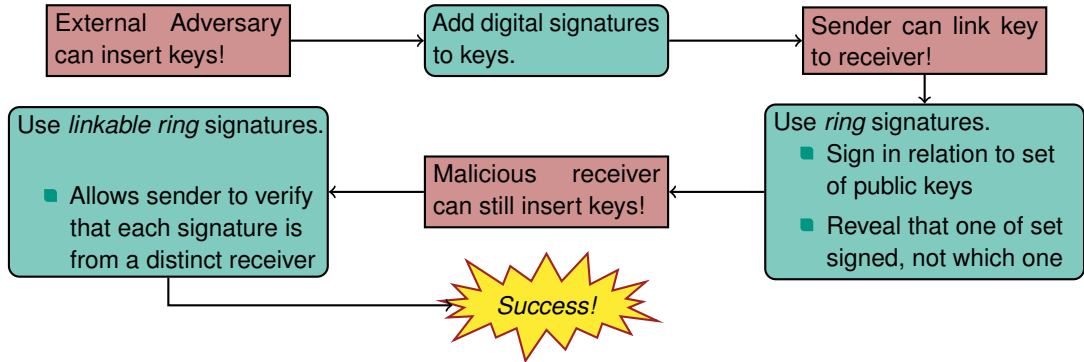 External Adversary
can insert keys!
Add digital signatures
to keys.
Sender can link key
to receiver!
Use ring signatures.
Sign in relation to set
of public keys
Reveal that one of set
signed, not which one
Malicious receiver
can still insert keys!
Use linkable ring signatures.
Allows sender to verify
that each signature is
from a distinct receiver
Success!